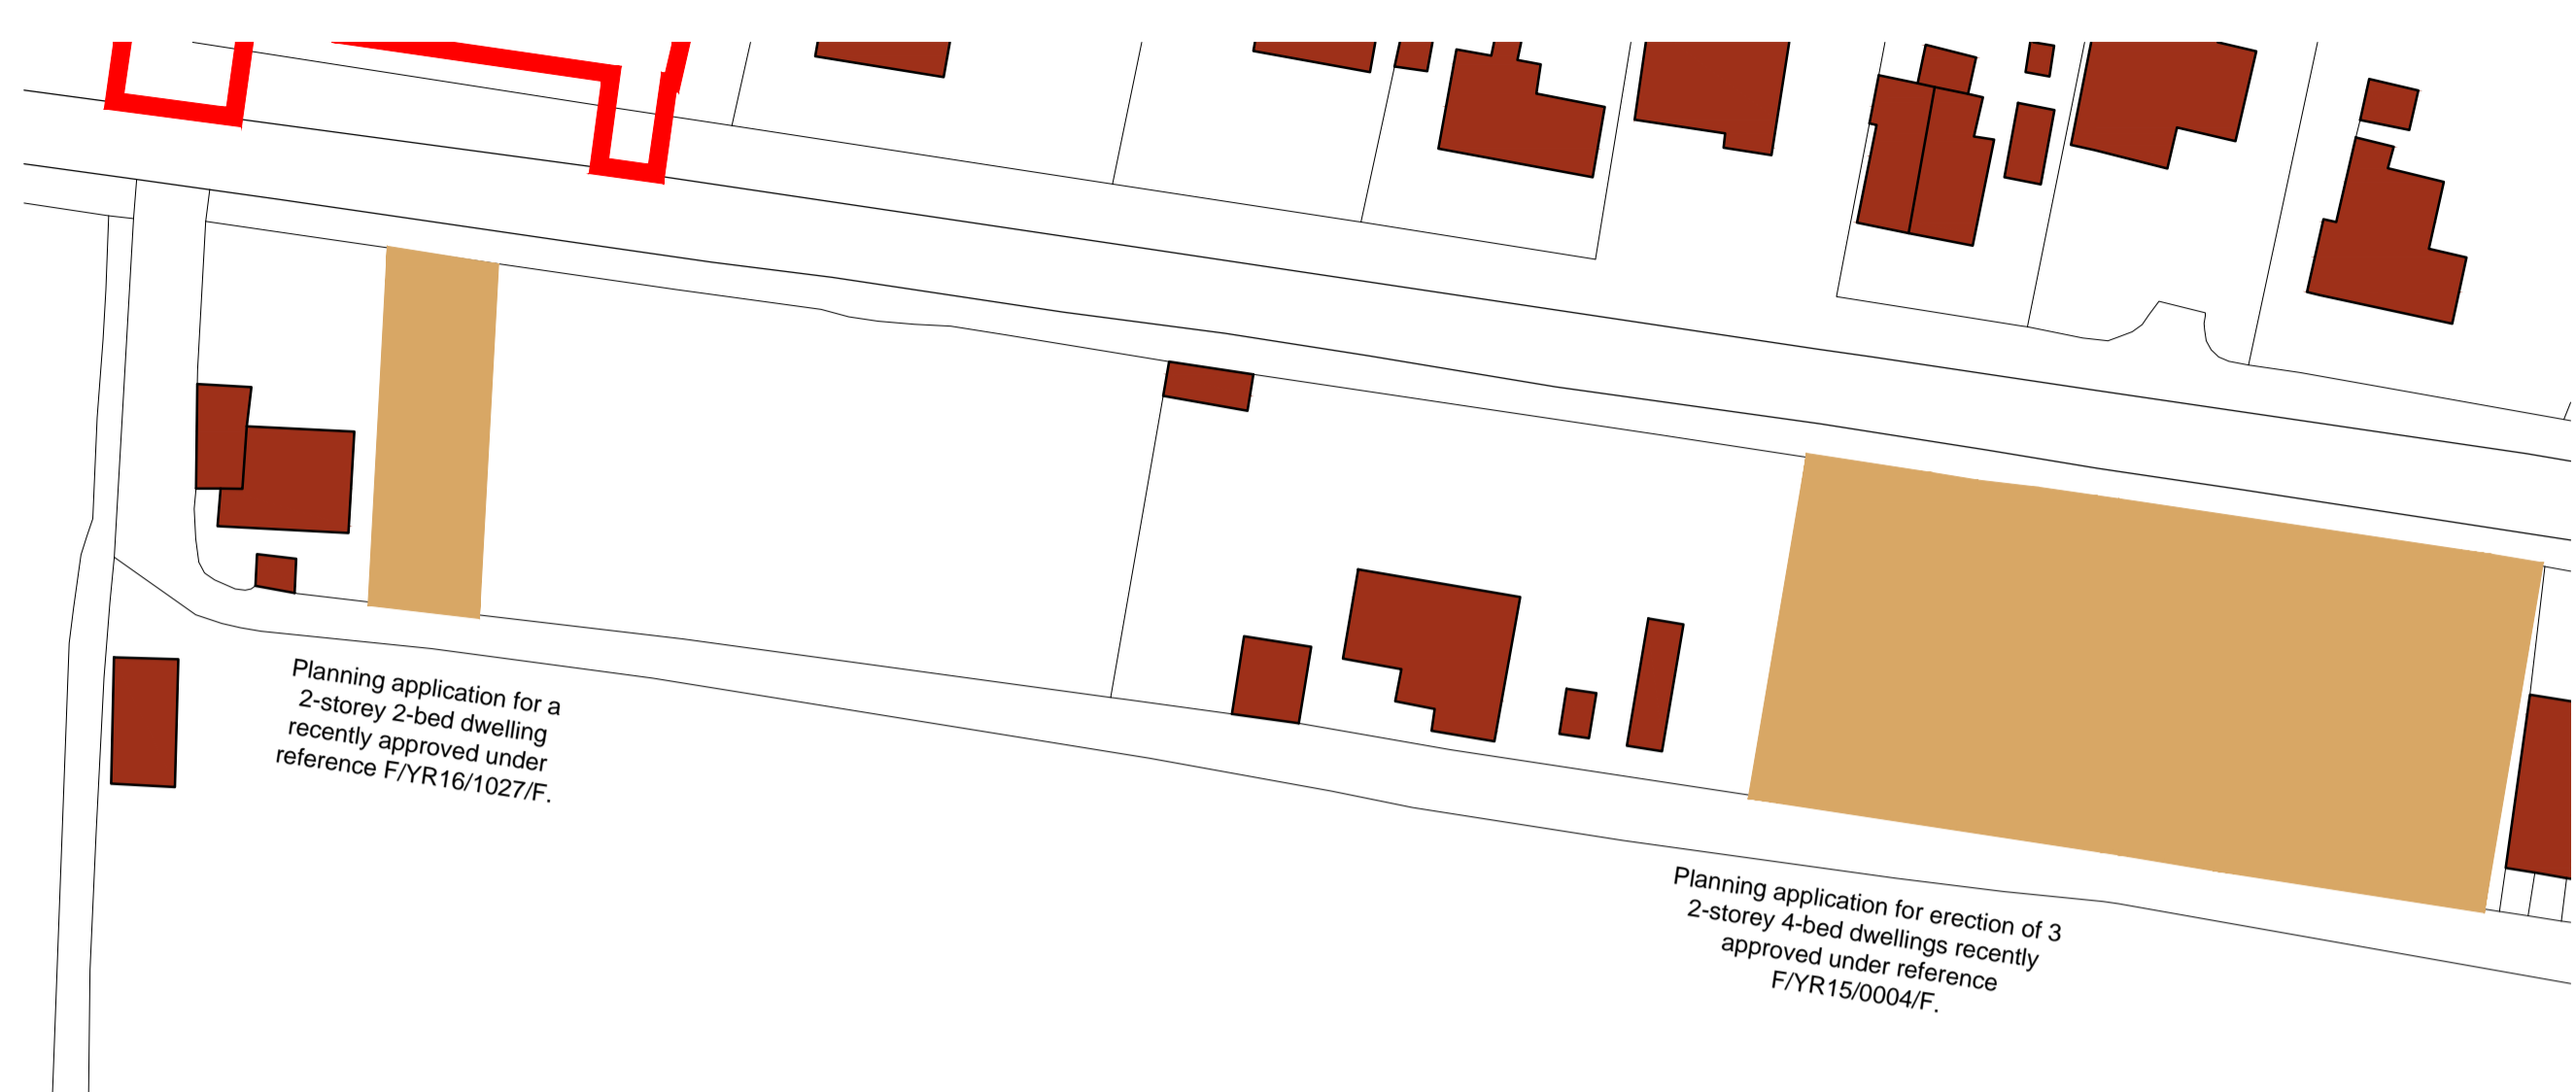 Planning application for a
2-storey 2-bed dwelling
recently approved under
reference F/YR16/1027/F.
Planning application for erection of 3
2-storey 4-bed dwellings recently
approved under reference
F/YR15/0004/F.